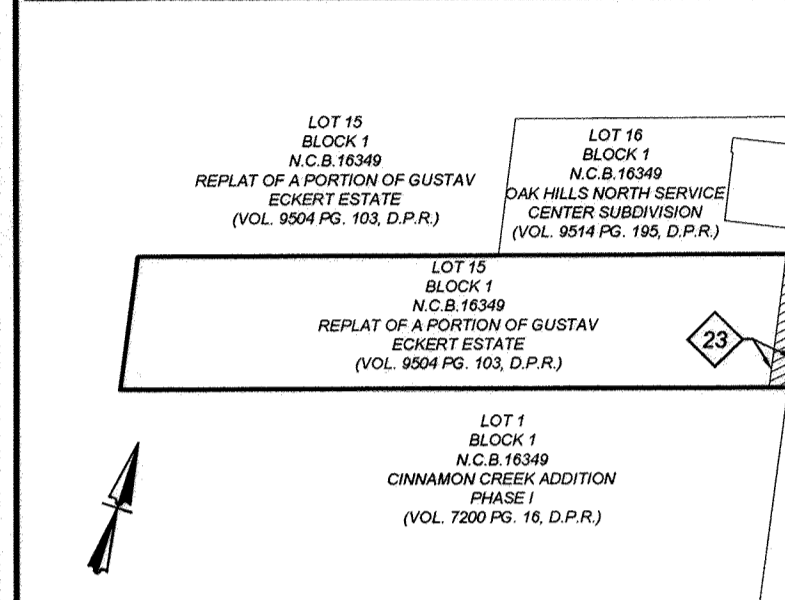 LOT 15
BLOCK 1
N.C.B.16349
REPLAT OF A PORTION OF GUSTAV
ECKERT ESTATE
(VOL. 9504 PG. 103, D.P.R.)
LOT 16
BLOCK 1
N.C.B.16349
OAK HILLS NORTH SERVICE
CENTER SUBDIVISION
(VOL. 9514 PG. 195, D.P.R.)
LOT 15
BLOCK 1
N.C.B.16349
REPLAT OF A PORTION OF GUSTAV
ECKERT ESTATE
(VOL. 9504 PG. 103, D.P.R.)
23
LOT 1
BLOCK 1
N.C.B.16349
CINNAMON CREEK ADDITION
PHASE I
(VOL. 7200 PG. 16, D.P.R.)